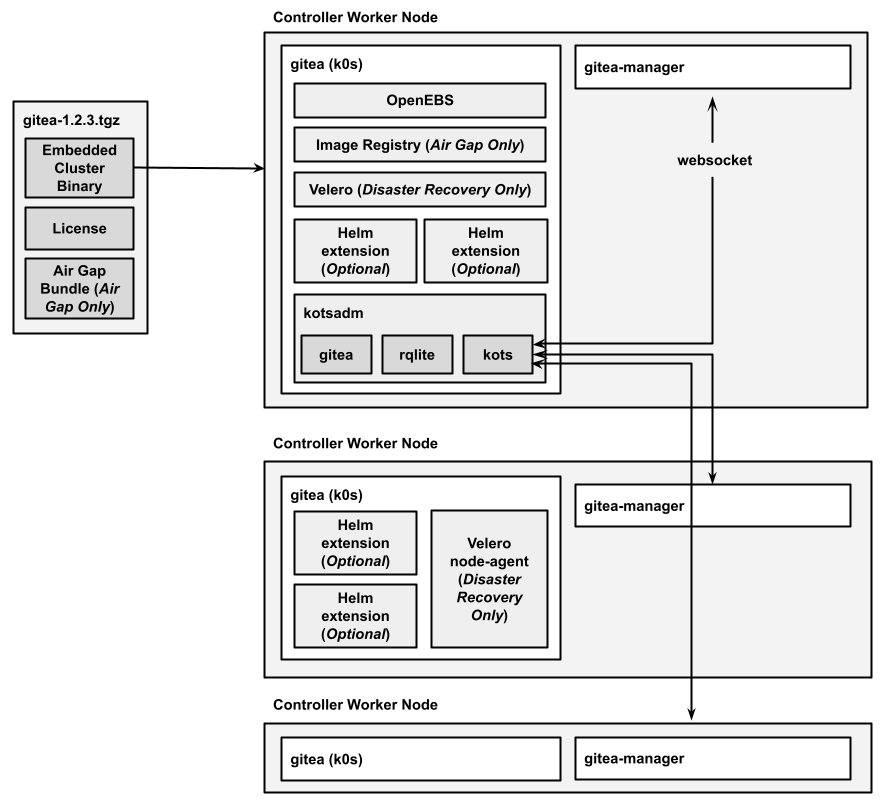 Controller Worker Node
gitea (k0s)
gitea-manager
OpenEBS
gitea-1.2.3.tgz
Embedded
Cluster
Binary
License
Air Gap
Bundle (Air
Gap Only)
Image Registry (Air Gap Only)
websocket
Velero (Disaster Recovery Only)
Helm
extension
(Optional)
Helm
extension
(Optional)
kotsadm
gitea
rqlite
kots
Controller Worker Node
gitea (k0s)
gitea-manager
Helm
extension
(Optional)
Helm
extension
(Optional)
Velero
node-agent
(Disaster
Recovery
Only)
Controller Worker Node
gitea (k0s)
gitea-manager